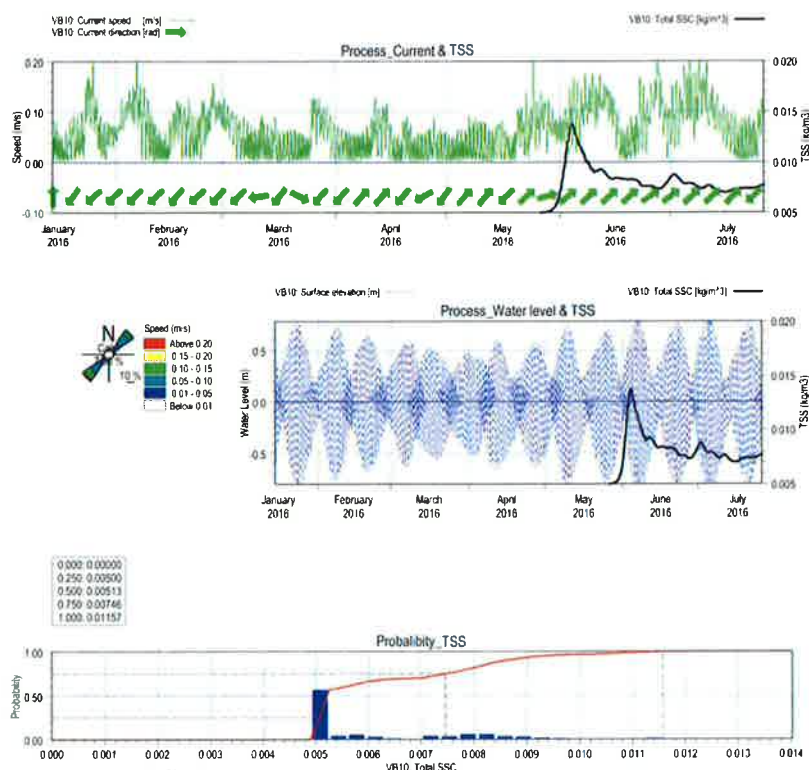 VB10: Current speed [m/s]
VB10: Current direction [rad]
VB10: Total SSC [kg/m^3]
Process_Current & TSS
0.20
0.10
0.00
-0.10
Speed (m/s)
0.020
0.015
0.010
0.005
TSS (kg/m3)
January 2016
February 2016
March 2016
April 2016
May 2016
June 2016
July 2016
VB10: Surface elevation [m]
VB10: Total SSC [kg/m^3]
Process_Water level & TSS
N
10 %
Speed (m/s)
Above 0.20
0.15 - 0.20
0.10 - 0.15
0.05 - 0.10
0.01 - 0.05
Below 0.01
0.5
0.0
-0.5
Water Level (m)
0.020
0.015
0.010
0.005
TSS (kg/m3)
January 2016
February 2016
March 2016
April 2016
May 2016
June 2016
July 2016
0.000: 0.00000
0.250: 0.00500
0.500: 0.00513
0.750: 0.00746
1.000: 0.01157
Probalibity_TSS
1.00
0.50
0.00
Probability
0.000 0.001 0.002 0.003 0.004 0.005 0.006 0.007 0.008 0.009 0.010 0.011 0.012 0.013 0.014
VB10: Total SSC